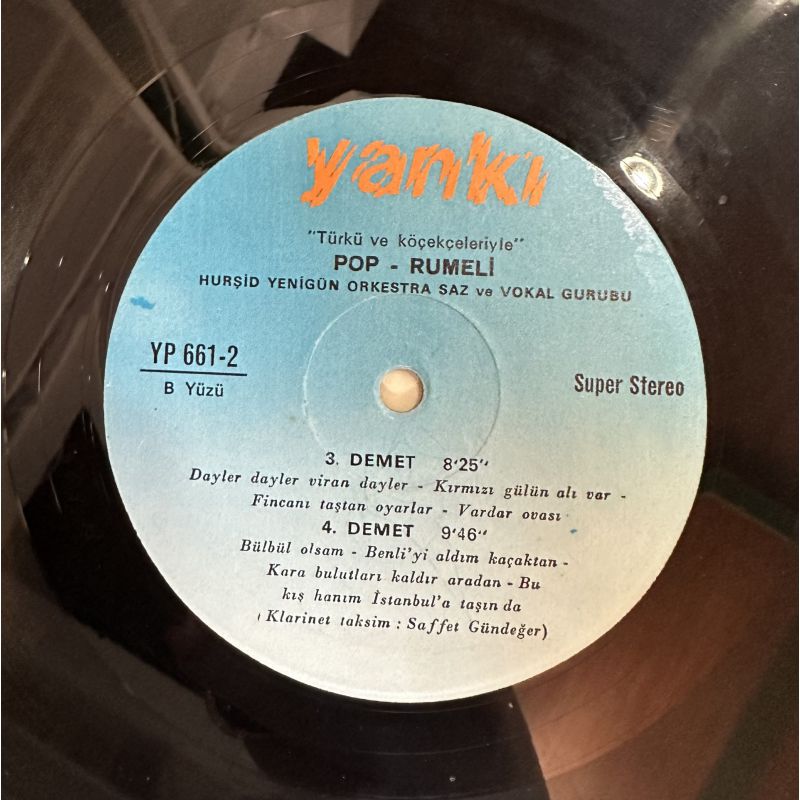 yankı
"Türkü ve köçekçeleriyle"
POP - RUMELİ
HURŞİD YENİGÜN ORKESTRA SAZ ve VOKAL GURUBU
YP 661-2
B Yüzü
Super Stereo
3. DEMET 8'25"
Dayler dayler viran dayler - Kırmızı gülün alı var -
Fincanı taştan oyarlar - Vardar ovası
4. DEMET 9'46"
Bülbül olsam - Benli'yi aldım kaçaktan -
Kara bulutları kaldır aradan - Bu
kış hanım İstanbul'a taşın da
(Klarinet taksim : Saffet Gündeğer)